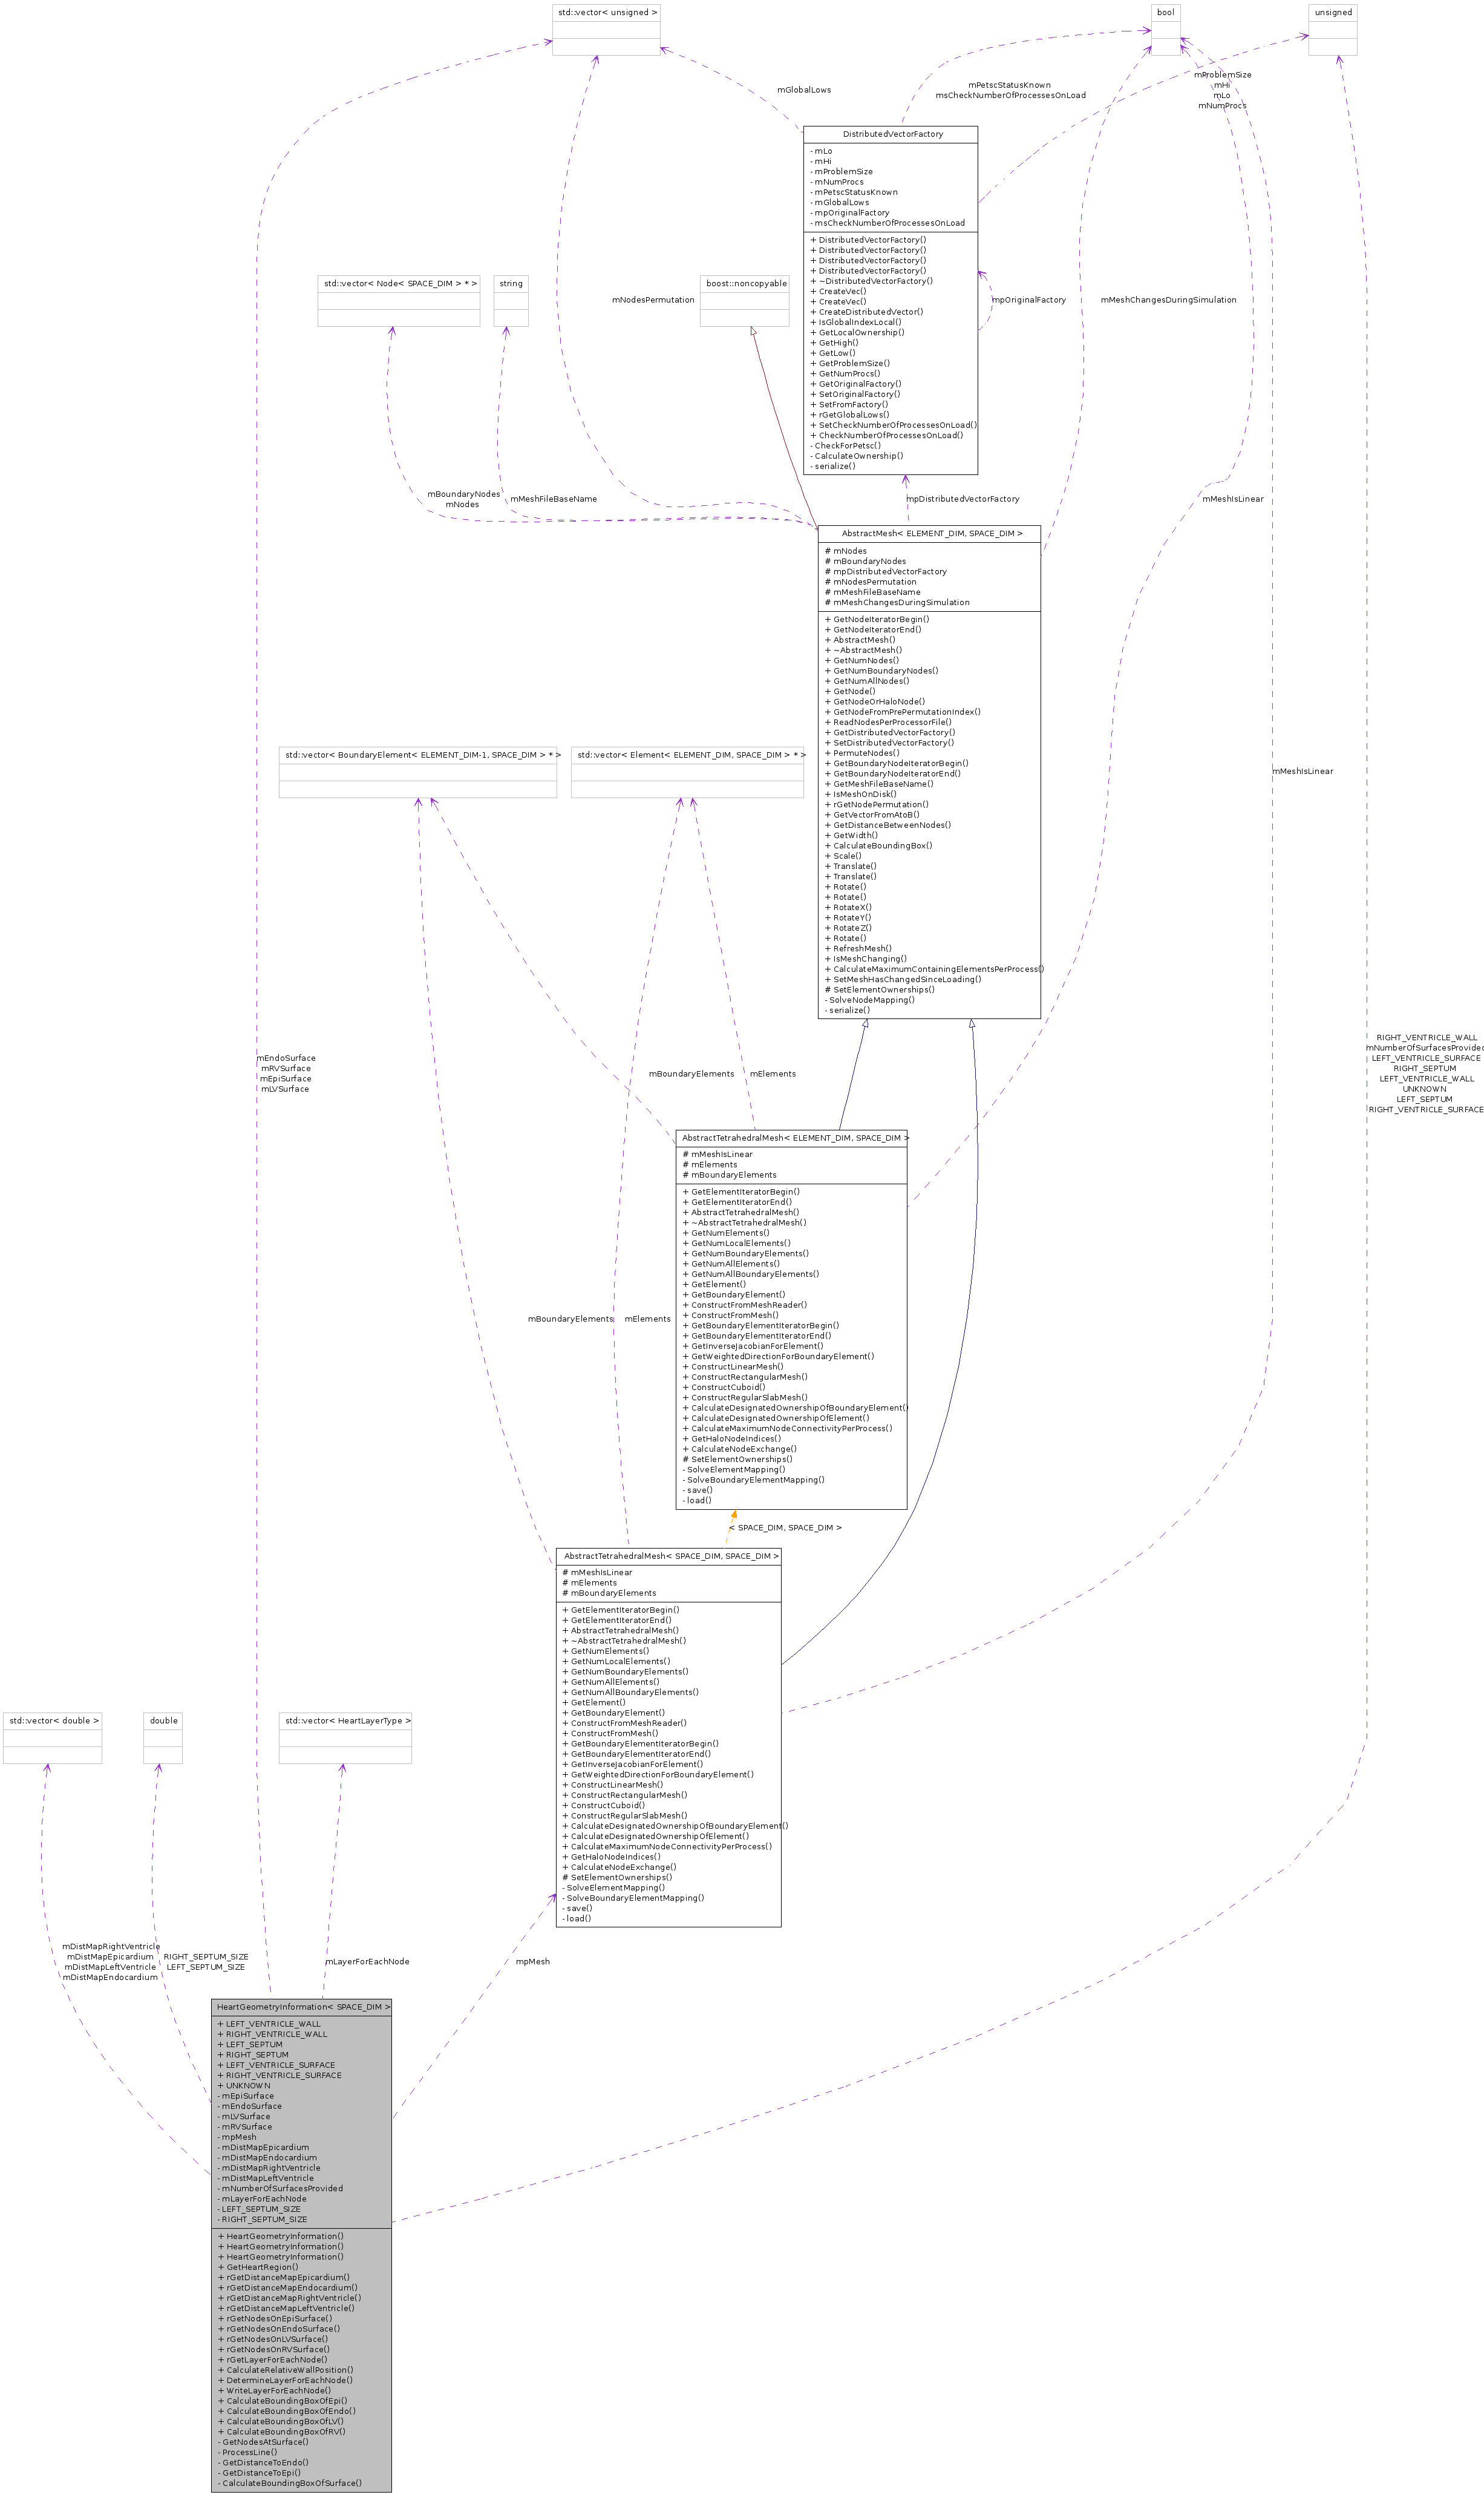 std::vector< unsigned >
bool
unsigned
mGlobalLows
mPetscStatusKnown
msCheckNumberOfProcessesOnLoad
mProblemSize
mHi
mLo
mNumProcs
DistributedVectorFactory
- mLo
- mHi
- mProblemSize
- mNumProcs
- mPetscStatusKnown
- mGlobalLows
- mpOriginalFactory
- msCheckNumberOfProcessesOnLoad
+ DistributedVectorFactory()
+ DistributedVectorFactory()
+ DistributedVectorFactory()
+ DistributedVectorFactory()
+ ~DistributedVectorFactory()
+ CreateVec()
+ CreateVec()
+ CreateDistributedVector()
+ IsGlobalIndexLocal()
+ GetLocalOwnership()
+ GetHigh()
+ GetLow()
+ GetProblemSize()
+ GetNumProcs()
+ GetOriginalFactory()
+ SetOriginalFactory()
+ SetFromFactory()
+ rGetGlobalLows()
+ SetCheckNumberOfProcessesOnLoad()
+ CheckNumberOfProcessesOnLoad()
- CheckForPetsc()
- CalculateOwnership()
- serialize()
std::vector< Node< SPACE_DIM > * >
string
boost::noncopyable
mNodesPermutation
mpOriginalFactory
mMeshChangesDuringSimulation
mBoundaryNodes
mNodes
mMeshFileBaseName
mpDistributedVectorFactory
mMeshIsLinear
AbstractMesh< ELEMENT_DIM, SPACE_DIM >
# mNodes
# mBoundaryNodes
# mpDistributedVectorFactory
# mNodesPermutation
# mMeshFileBaseName
# mMeshChangesDuringSimulation
+ GetNodeIteratorBegin()
+ GetNodeIteratorEnd()
+ AbstractMesh()
+ ~AbstractMesh()
+ GetNumNodes()
+ GetNumBoundaryNodes()
+ GetNumAllNodes()
+ GetNode()
+ GetNodeOrHaloNode()
+ GetNodeFromPrePermutationIndex()
+ ReadNodesPerProcessorFile()
+ GetDistributedVectorFactory()
+ SetDistributedVectorFactory()
+ PermuteNodes()
+ GetBoundaryNodeIteratorBegin()
+ GetBoundaryNodeIteratorEnd()
+ GetMeshFileBaseName()
+ IsMeshOnDisk()
+ rGetNodePermutation()
+ GetVectorFromAtoB()
+ GetDistanceBetweenNodes()
+ GetWidth()
+ CalculateBoundingBox()
+ Scale()
+ Translate()
+ Translate()
+ Rotate()
+ Rotate()
+ RotateX()
+ RotateY()
+ RotateZ()
+ Rotate()
+ RefreshMesh()
+ IsMeshChanging()
+ CalculateMaximumContainingElementsPerProcess()
+ SetMeshHasChangedSinceLoading()
# SetElementOwnerships()
- SolveNodeMapping()
- serialize()
std::vector< BoundaryElement< ELEMENT_DIM-1, SPACE_DIM > * >
std::vector< Element< ELEMENT_DIM, SPACE_DIM > * >
mMeshIsLinear
mEndoSurface
mRVSurface
mEpiSurface
mLVSurface
mBoundaryElements
mElements
RIGHT_VENTRICLE_WALL
mNumberOfSurfacesProvided
LEFT_VENTRICLE_SURFACE
RIGHT_SEPTUM
LEFT_VENTRICLE_WALL
UNKNOWN
LEFT_SEPTUM
RIGHT_VENTRICLE_SURFACE
AbstractTetrahedralMesh< ELEMENT_DIM, SPACE_DIM >
# mMeshIsLinear
# mElements
# mBoundaryElements
+ GetElementIteratorBegin()
+ GetElementIteratorEnd()
+ AbstractTetrahedralMesh()
+ ~AbstractTetrahedralMesh()
+ GetNumElements()
+ GetNumLocalElements()
+ GetNumBoundaryElements()
+ GetNumAllElements()
+ GetNumAllBoundaryElements()
+ GetElement()
+ GetBoundaryElement()
+ ConstructFromMeshReader()
+ ConstructFromMesh()
+ GetBoundaryElementIteratorBegin()
+ GetBoundaryElementIteratorEnd()
+ GetInverseJacobianForElement()
+ GetWeightedDirectionForBoundaryElement()
+ ConstructLinearMesh()
+ ConstructRectangularMesh()
+ ConstructCuboid()
+ ConstructRegularSlabMesh()
+ CalculateDesignatedOwnershipOfBoundaryElement()
+ CalculateDesignatedOwnershipOfElement()
+ CalculateMaximumNodeConnectivityPerProcess()
+ GetHaloNodeIndices()
+ CalculateNodeExchange()
# SetElementOwnerships()
- SolveElementMapping()
- SolveBoundaryElementMapping()
- save()
- load()
mBoundaryElements
mElements
< SPACE_DIM, SPACE_DIM >
AbstractTetrahedralMesh< SPACE_DIM, SPACE_DIM >
# mMeshIsLinear
# mElements
# mBoundaryElements
+ GetElementIteratorBegin()
+ GetElementIteratorEnd()
+ AbstractTetrahedralMesh()
+ ~AbstractTetrahedralMesh()
+ GetNumElements()
+ GetNumLocalElements()
+ GetNumBoundaryElements()
+ GetNumAllElements()
+ GetNumAllBoundaryElements()
+ GetElement()
+ GetBoundaryElement()
+ ConstructFromMeshReader()
+ ConstructFromMesh()
+ GetBoundaryElementIteratorBegin()
+ GetBoundaryElementIteratorEnd()
+ GetInverseJacobianForElement()
+ GetWeightedDirectionForBoundaryElement()
+ ConstructLinearMesh()
+ ConstructRectangularMesh()
+ ConstructCuboid()
+ ConstructRegularSlabMesh()
+ CalculateDesignatedOwnershipOfBoundaryElement()
+ CalculateDesignatedOwnershipOfElement()
+ CalculateMaximumNodeConnectivityPerProcess()
+ GetHaloNodeIndices()
+ CalculateNodeExchange()
# SetElementOwnerships()
- SolveElementMapping()
- SolveBoundaryElementMapping()
- save()
- load()
std::vector< double >
double
std::vector< HeartLayerType >
mDistMapRightVentricle
mDistMapEpicardium
mDistMapLeftVentricle
mDistMapEndocardium
RIGHT_SEPTUM_SIZE
LEFT_SEPTUM_SIZE
mLayerForEachNode
mpMesh
HeartGeometryInformation< SPACE_DIM >
+ LEFT_VENTRICLE_WALL
+ RIGHT_VENTRICLE_WALL
+ LEFT_SEPTUM
+ RIGHT_SEPTUM
+ LEFT_VENTRICLE_SURFACE
+ RIGHT_VENTRICLE_SURFACE
+ UNKNOWN
- mEpiSurface
- mEndoSurface
- mLVSurface
- mRVSurface
- mpMesh
- mDistMapEpicardium
- mDistMapEndocardium
- mDistMapRightVentricle
- mDistMapLeftVentricle
- mNumberOfSurfacesProvided
- mLayerForEachNode
- LEFT_SEPTUM_SIZE
- RIGHT_SEPTUM_SIZE
+ HeartGeometryInformation()
+ HeartGeometryInformation()
+ HeartGeometryInformation()
+ GetHeartRegion()
+ rGetDistanceMapEpicardium()
+ rGetDistanceMapEndocardium()
+ rGetDistanceMapRightVentricle()
+ rGetDistanceMapLeftVentricle()
+ rGetNodesOnEpiSurface()
+ rGetNodesOnEndoSurface()
+ rGetNodesOnLVSurface()
+ rGetNodesOnRVSurface()
+ rGetLayerForEachNode()
+ CalculateRelativeWallPosition()
+ DetermineLayerForEachNode()
+ WriteLayerForEachNode()
+ CalculateBoundingBoxOfEpi()
+ CalculateBoundingBoxOfEndo()
+ CalculateBoundingBoxOfLV()
+ CalculateBoundingBoxOfRV()
- GetNodesAtSurface()
- ProcessLine()
- GetDistanceToEndo()
- GetDistanceToEpi()
- CalculateBoundingBoxOfSurface()